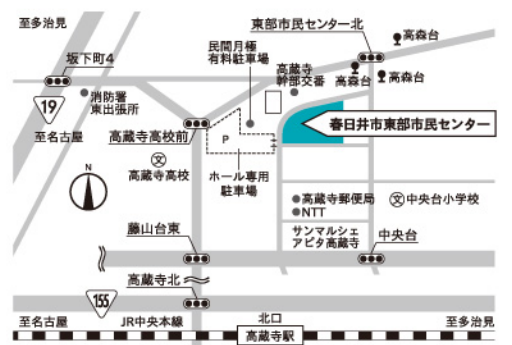 至多治見
東部市民センター北
高森台
坂下町4
民間月極
有料駐車場
高蔵寺
幹部交番
高森台
高森台
消防署
東出張所
19
至名古屋
高蔵寺高校前
P
春日井市東部市民センター
文
高蔵寺高校
ホール専用
駐車場
N
高蔵寺郵便局
NTT
文
中央台小学校
サンマルシェ
アピタ高蔵寺
藤山台東
中央台
高蔵寺北
155
至名古屋
JR中央本線
北口
至多治見
高蔵寺駅